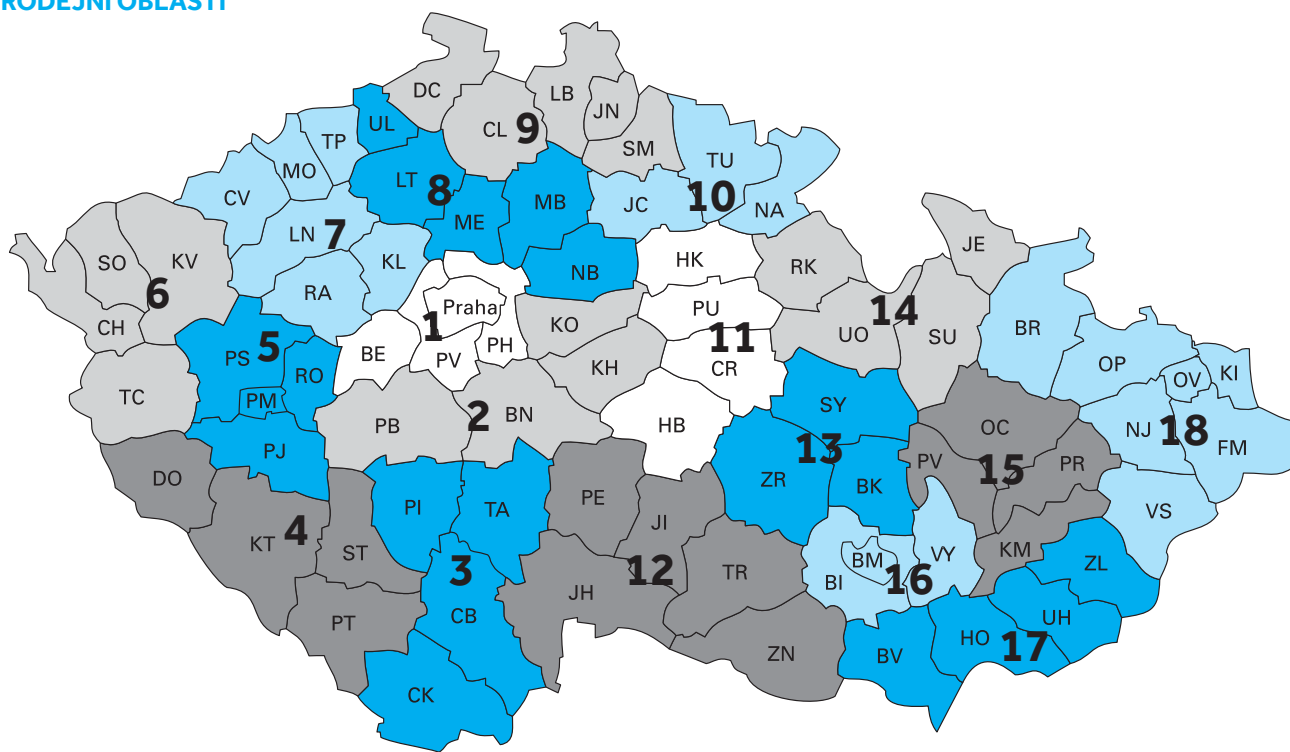 RODEJNÍ OBLASTI
DC
LB
JN
UL
CL
9
TP
SM
MO
TU
LT
8
CV
MB
JC
10
NA
ME
LN
7
JE
SO
KV
KL
HK
RK
NB
6
RA
Praha
PU
14
CH
1
KO
UO
SU
BR
5
PS
BE
PV
PH
11
OP
RO
KH
CR
OV
KI
TC
PM
SY
PB
2
BN
HB
OC
NJ
18
FM
PJ
13
PV
PR
DO
ZR
15
BK
PI
TA
PE
VS
JI
4
KT
ST
KM
VY
BM
ZL
3
12
TR
BI
16
JH
CB
UH
PT
HO
17
ZN
BV
CK